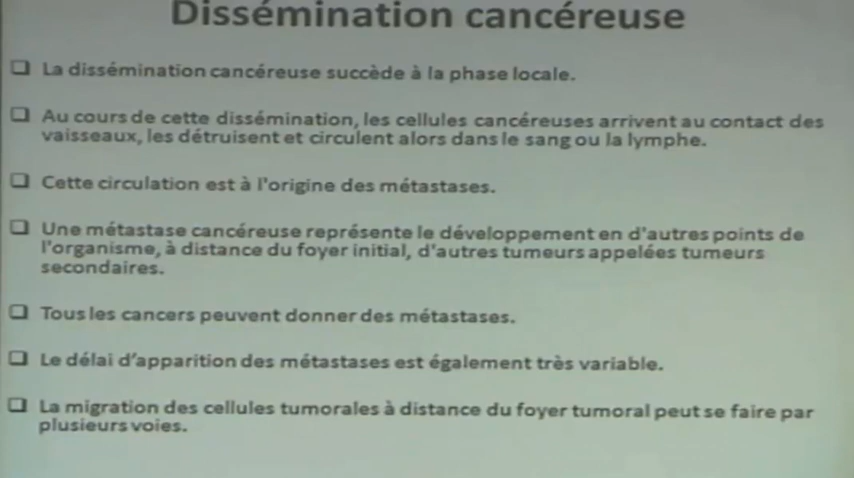 Dissémination cancéreuse
❑ La dissémination cancéreuse succède à la phase locale.
❑ Au cours de cette dissémination, les cellules cancéreuses arrivent au contact des
vaisseaux, les détruisent et circulent alors dans le sang ou la lymphe.
❑ Cette circulation est à l'origine des métastases.
❑ Une métastase cancéreuse représente le développement en d'autres points de
l'organisme, à distance du foyer initial, d'autres tumeurs appelées tumeurs
secondaires.
❑ Tous les cancers peuvent donner des métastases.
❑ Le délai d'apparition des métastases est également très variable.
❑ La migration des cellules tumorales à distance du foyer tumoral peut se faire par
plusieurs voies.